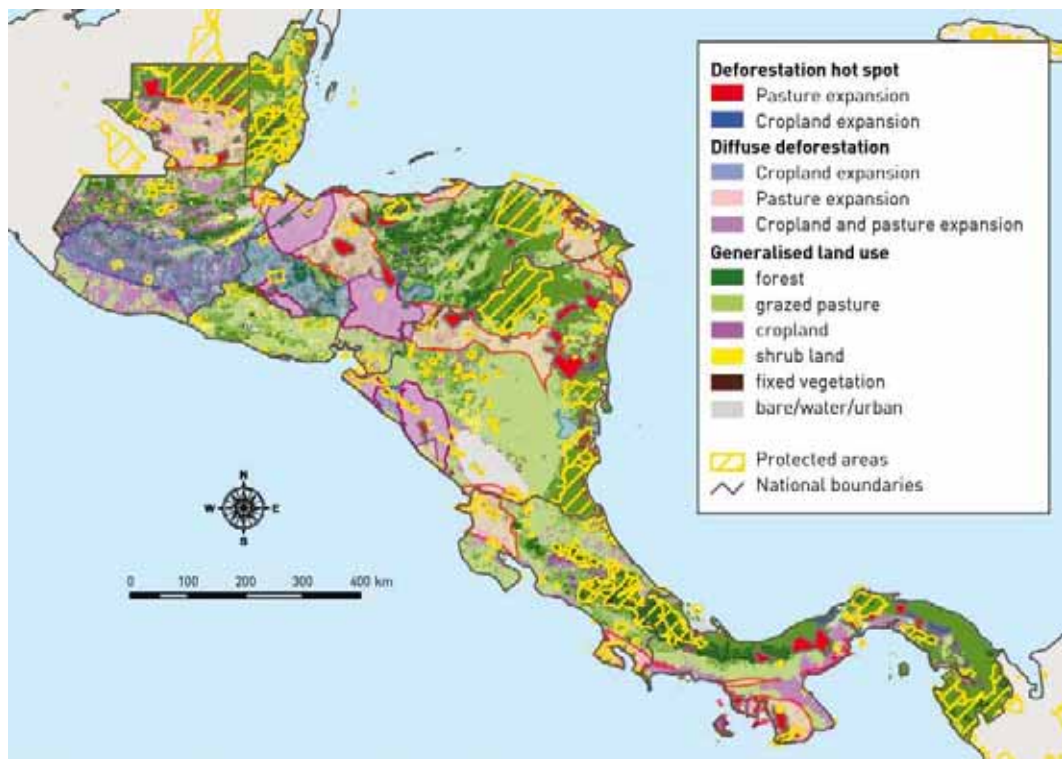 Deforestation hot spot
Pasture expansion
Cropland expansion
Diffuse deforestation
Cropland expansion
Pasture expansion
Cropland and pasture expansion
Generalised land use
forest
grazed pasture
cropland
shrub land
fixed vegetation
bare/water/urban
Protected areas
National boundaries
N
W E
S
0 100 200 300 400 km